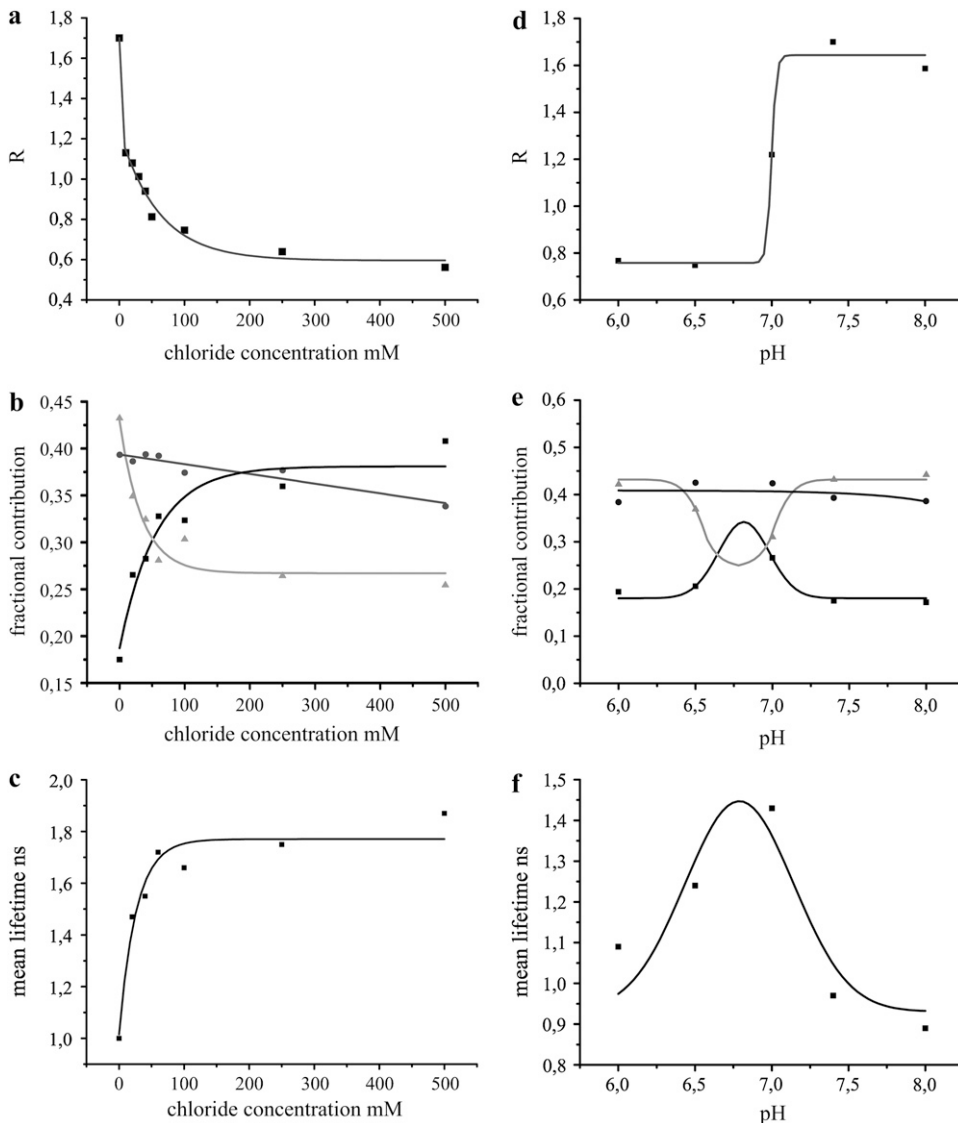 a
1,8
1,6
1,4
1,2
1,0
0,8
0,6
0,4
R
0 100 200 300 400 500
chloride concentration mM
b
0,45
0,40
0,35
0,30
0,25
0,20
0,15
fractional contribution
0 100 200 300 400 500
chloride concentration mM
c
2,0
1,8
1,6
1,4
1,2
1,0
mean lifetime ns
0 100 200 300 400 500
chloride concentration mM
d
1,8
1,6
1,4
1,2
1,0
0,8
0,6
R
6,0 6,5 7,0 7,5 8,0
pH
e
0,6
0,5
0,4
0,3
0,2
0,1
0,0
fractional contribution
6,0 6,5 7,0 7,5 8,0
pH
f
1,5
1,4
1,3
1,2
1,1
1,0
0,9
0,8
mean lifetime ns
6,0 6,5 7,0 7,5 8,0
pH